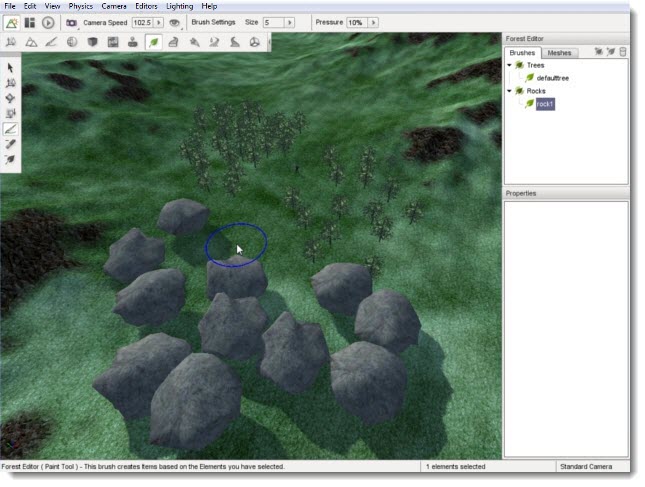 File Edit View Physics Camera Editors Lighting Help
Camera Speed 102.5 Brush Settings Size 5 Pressure 10%
Forest Editor
Brushes Meshes
Trees
defaulttree
Rocks
rock1
Properties
Forest Editor ( Paint Tool ) - This brush creates Items based on the Elements you have selected. 1 elements selected Standard Camera